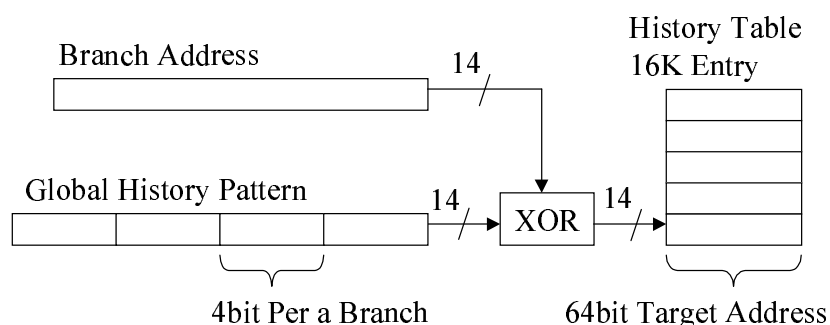 History Table
Branch Address
14
16K Entry
Global History Pattern
14
XOR
14
4bit Per a Branch
64bit Target Address